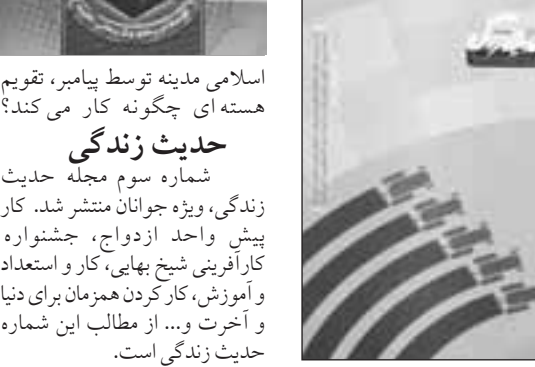 اسلامی مدینه توسط پیامبر، تقویم
هسته ای چگونه کار می کند؟
حدیث زندگی
شماره سوم مجله حدیث
زندگی، ویژه جوانان منتشر شد. کار
پیش واحد ازدواج، جشنواره
کارآفرینی شیخ بهایی، کار و استعداد
و آموزش، کار کردن همزمان برای دنیا
و آخرت و... از مطالب این شماره
حدیث زندگی است.